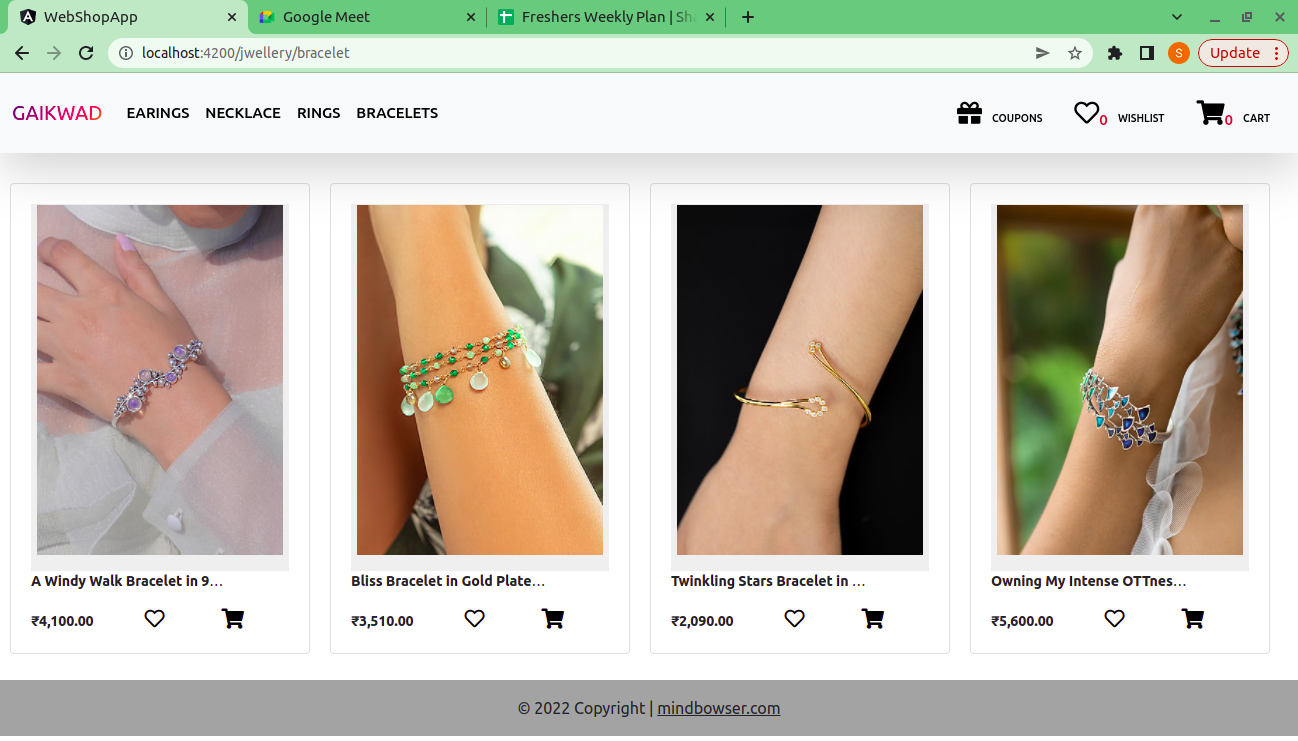 WebShopApp
Google Meet
Freshers Weekly Plan | Sh
localhost:4200/jwellery/bracelet
S
Update
GAIKWAD
EARINGS NECKLACE RINGS BRACELETS
COUPONS
0 WISHLIST
0 CART
A Windy Walk Bracelet in 9...
₹4,100.00
Bliss Bracelet in Gold Plate...
₹3,510.00
Twinkling Stars Bracelet in ...
₹2,090.00
Owning My Intense OTTnes...
₹5,600.00
© 2022 Copyright | mindbowser.com